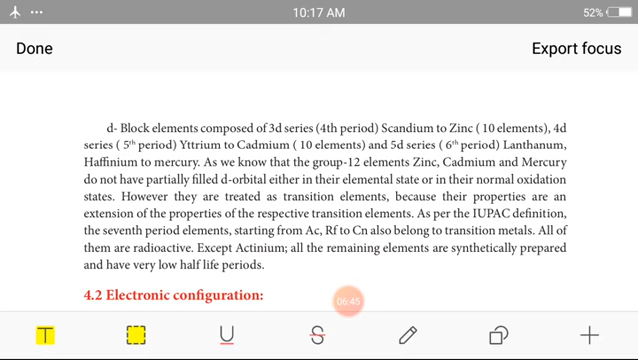 10:17 AM
52%
Done
Export focus
d- Block elements composed of 3d series (4th period) Scandium to Zinc ( 10 elements), 4d
series ( 5th period) Yttrium to Cadmium ( 10 elements) and 5d series ( 6th period) Lanthanum,
Haffinium to mercury. As we know that the group-12 elements Zinc, Cadmium and Mercury
do not have partially filled d-orbital either in their elemental state or in their normal oxidation
states. However they are treated as transition elements, because their properties are an
extension of the properties of the respective transition elements. As per the IUPAC definition,
the seventh period elements, starting from Ac, Rf to Cn also belong to transition metals. All of
them are radioactive. Except Actinium; all the remaining elements are synthetically prepared
and have very low half life periods.
4.2 Electronic configuration:
06:45
T
U
S